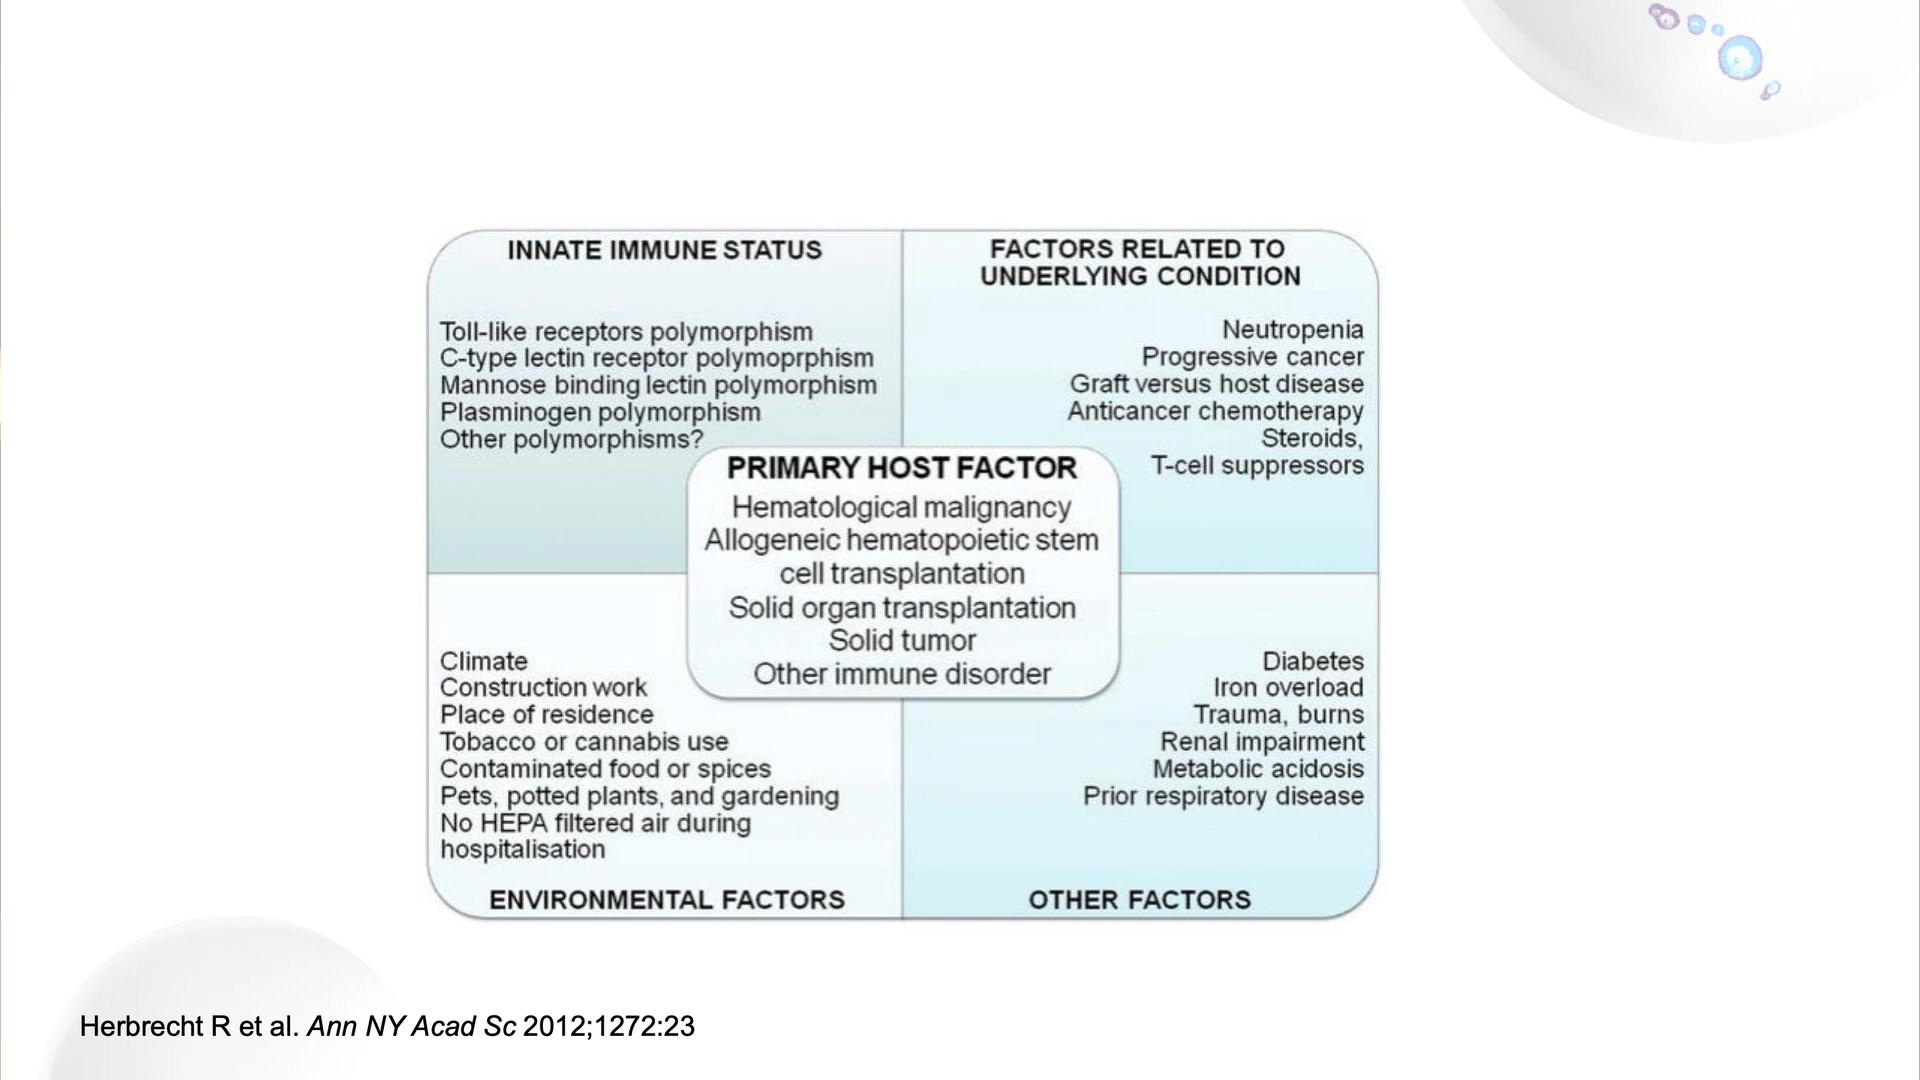 INNATE IMMUNE STATUS
Toll-like receptors polymorphism
C-type lectin receptor polymoprphism
Mannose binding lectin polymorphism
Plasminogen polymorphism
Other polymorphisms?
FACTORS RELATED TO
UNDERLYING CONDITION
Neutropenia
Progressive cancer
Graft versus host disease
Anticancer chemotherapy
Steroids,
T-cell suppressors
PRIMARY HOST FACTOR
Hematological malignancy
Allogeneic hematopoietic stem
cell transplantation
Solid organ transplantation
Solid tumor
Other immune disorder
Climate
Construction work
Place of residence
Tobacco or cannabis use
Contaminated food or spices
Pets, potted plants, and gardening
No HEPA filtered air during
hospitalisation
ENVIRONMENTAL FACTORS
Diabetes
Iron overload
Trauma, burns
Renal impairment
Metabolic acidosis
Prior respiratory disease
OTHER FACTORS
Herbrecht R et al. Ann NY Acad Sc 2012;1272:23